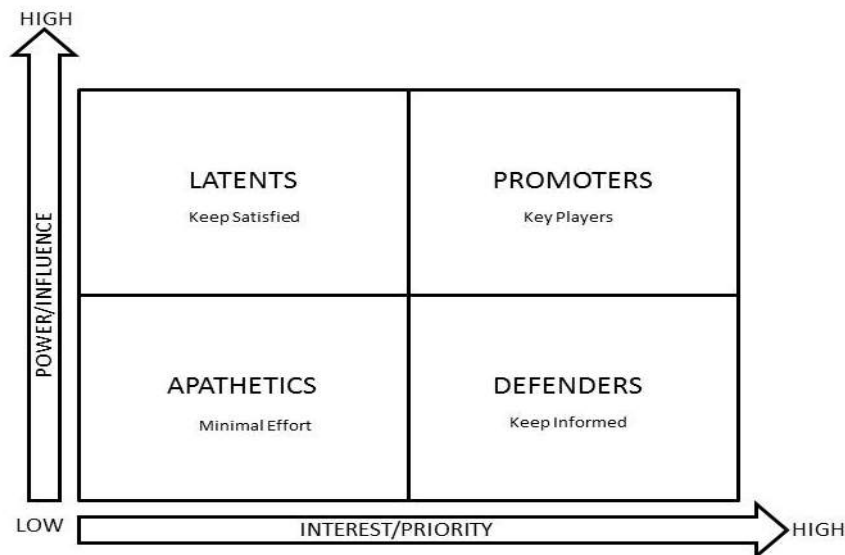 HIGH
LATENTS
Keep Satisfied
PROMOTERS
Key Players
POWER/INFLUENCE
APATHETICS
Minimal Effort
DEFENDERS
Keep Informed
LOW
INTEREST/PRIORITY
HIGH